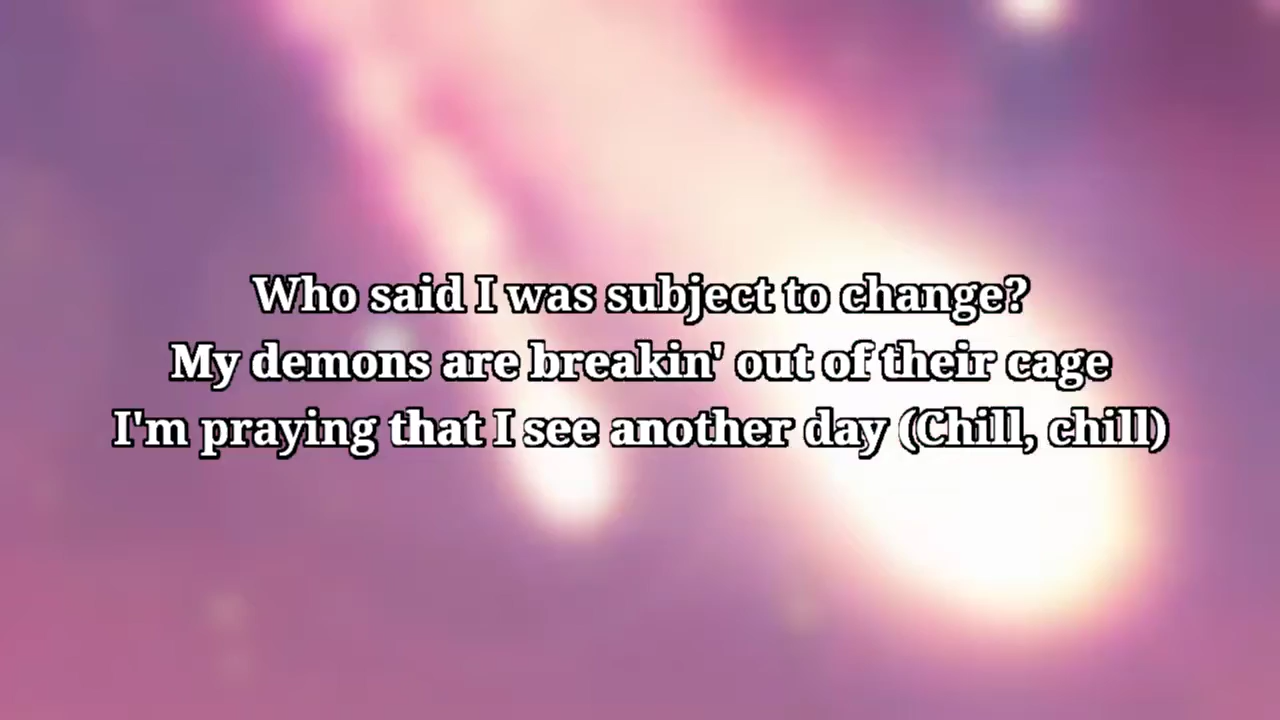 Who said I was subject to change?
My demons are breakin' out of their cage
I'm praying that I see another day (Chill, chill)